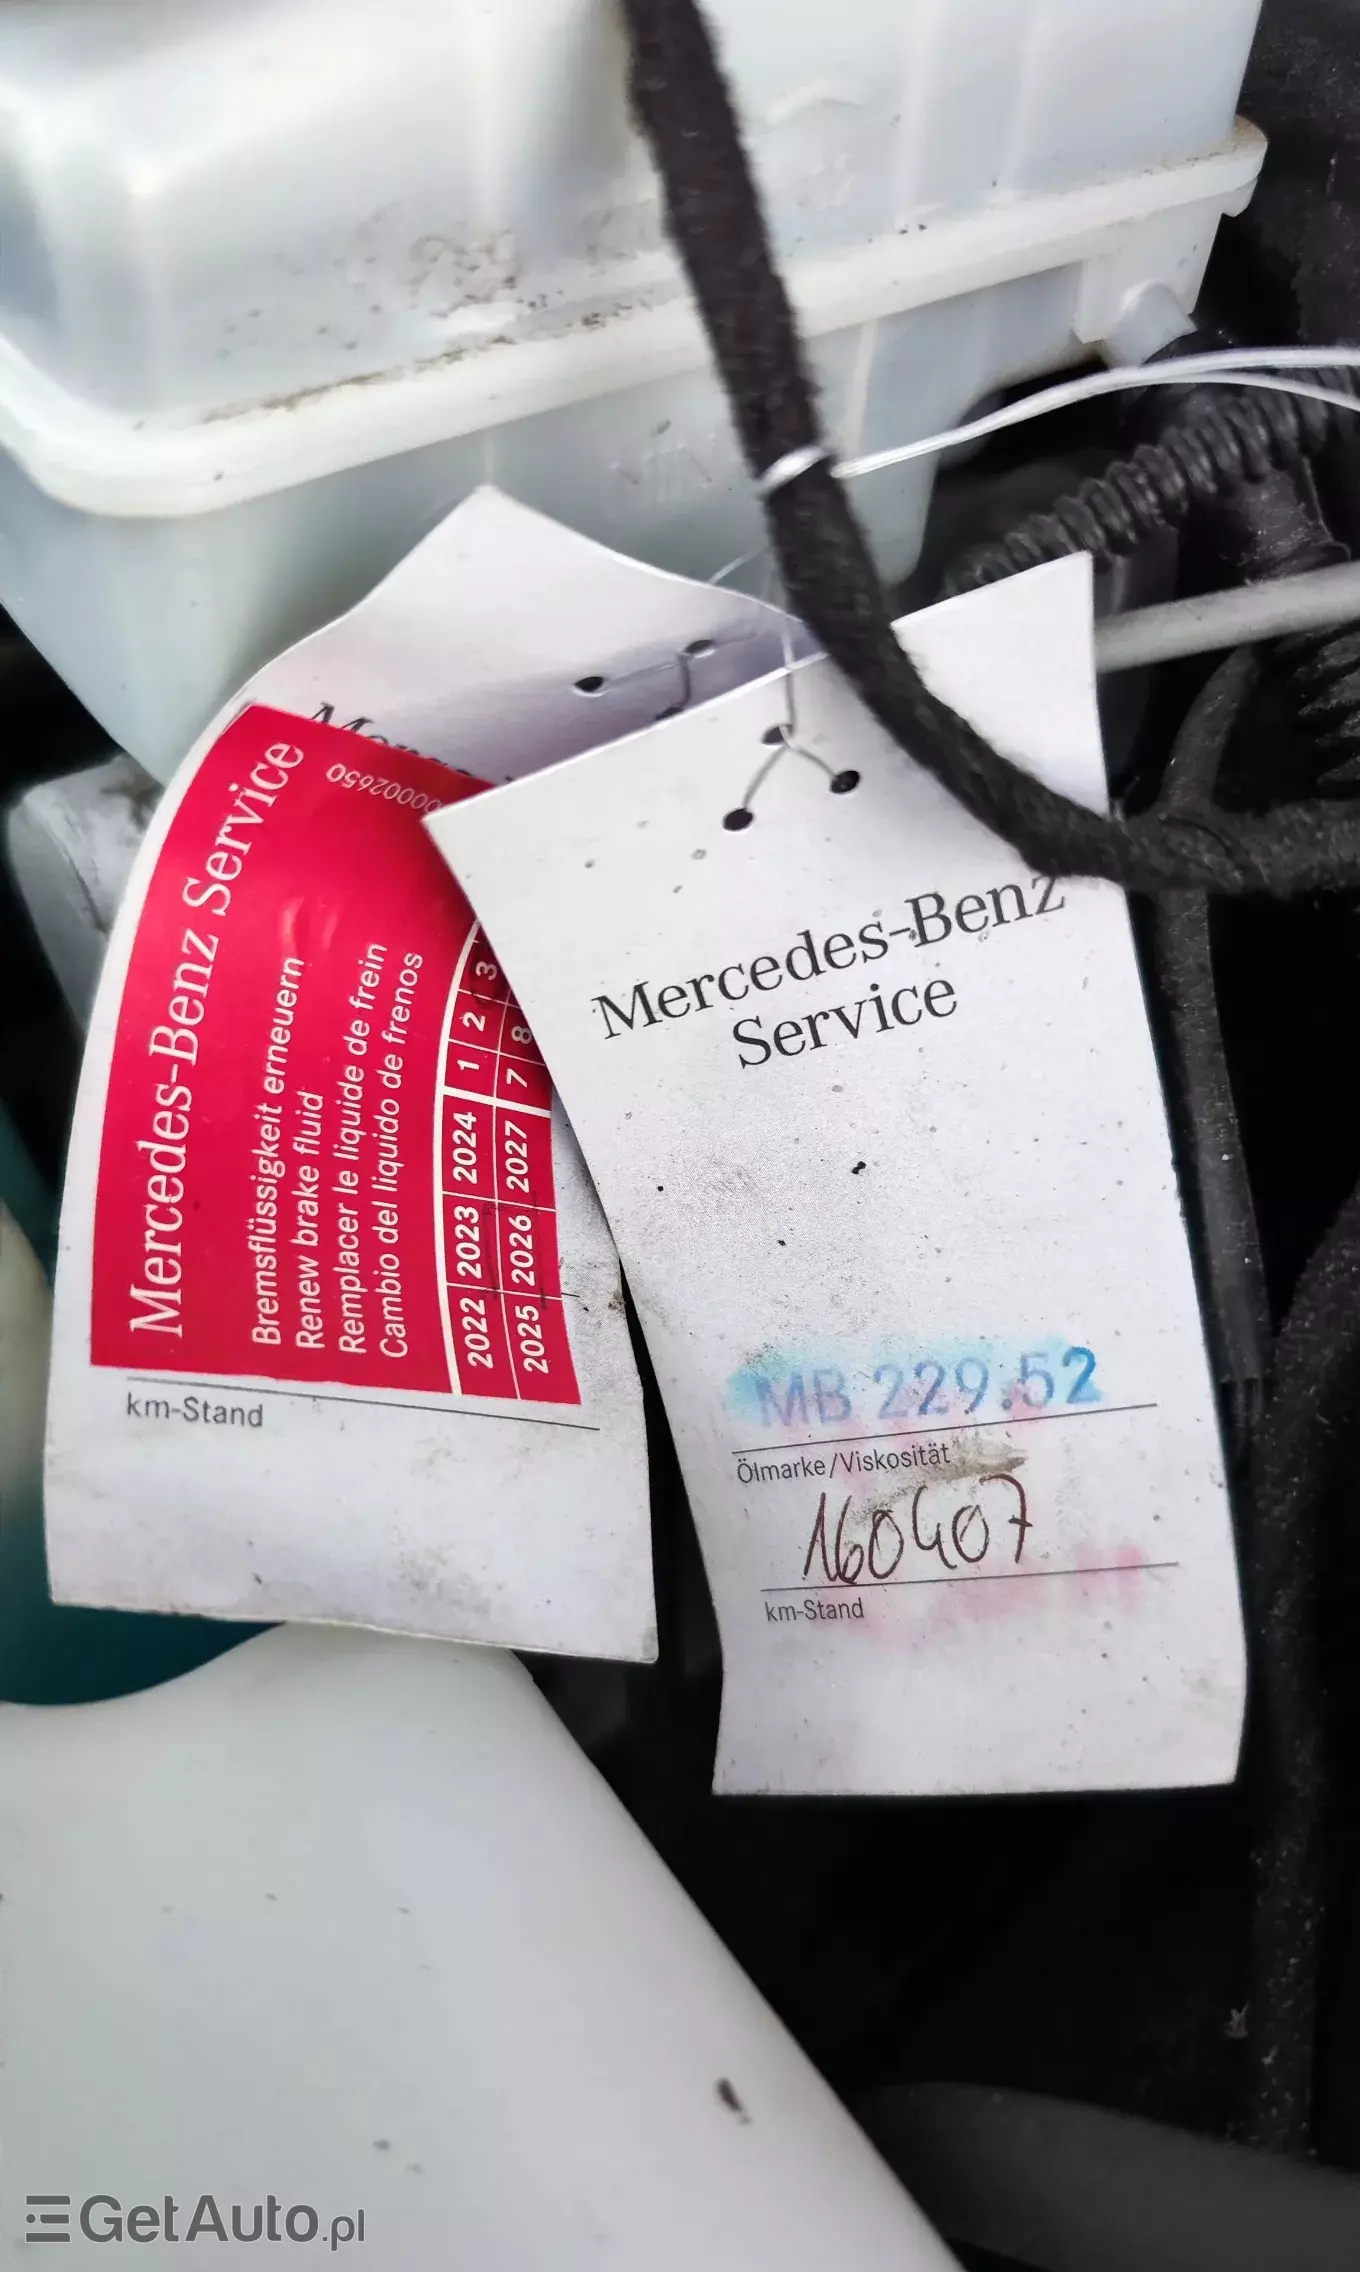 MIN
Mercedes-Benz Service
00002650
Bremsflüssigkeit erneuern
Renew brake fluid
Remplacer le liquide de frein
Cambio del liquido de frenos
2022 2023 2024 1 2 3
2025 2026 2027 7 8
km-Stand
Mercedes-Benz
Service
MB 229.52
Ölmarke/Viskosität
160407
km-Stand
GetAuto.pl